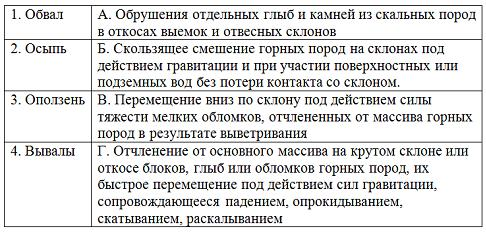 1. Обвал
А. Обрушения отдельных глыб и камней из скальных пород
в откосах выемок и отвесных склонов
2. Осыпь
Б. Скользящее смешение горных пород на склонах под
действием гравитации и при участии поверхностных или
подземных вод без потери контакта со склоном.
3. Оползень
В. Перемещение вниз по склону под действием силы
тяжести мелких обломков, отчлененных от массива горных
пород в результате выветривания
4. Вывалы
Г. Отчленение от основного массива на крутом склоне или
откосе блоков, глыб или обломков горных пород, их
быстрое перемещение под действием сил гравитации,
сопровождающееся падением, опрокидыванием,
скатыванием, раскалыванием